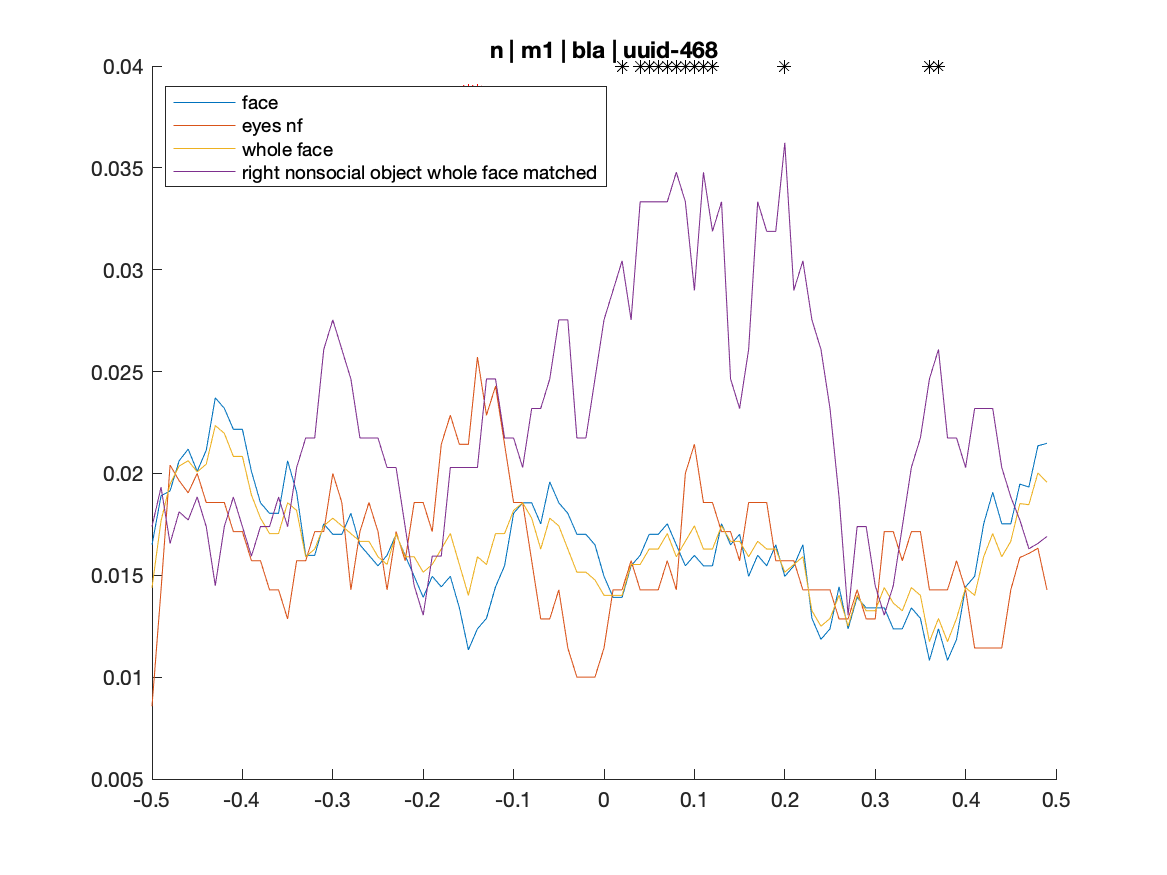 n | m1 | bla | uuid-468
0.04
0.035
0.03
0.025
0.02
0.015
0.01
0.005
face
eyes nf
whole face
right nonsocial object whole face matched
-0.5 -0.4 -0.3 -0.2 -0.1 0 0.1 0.2 0.3 0.4 0.5